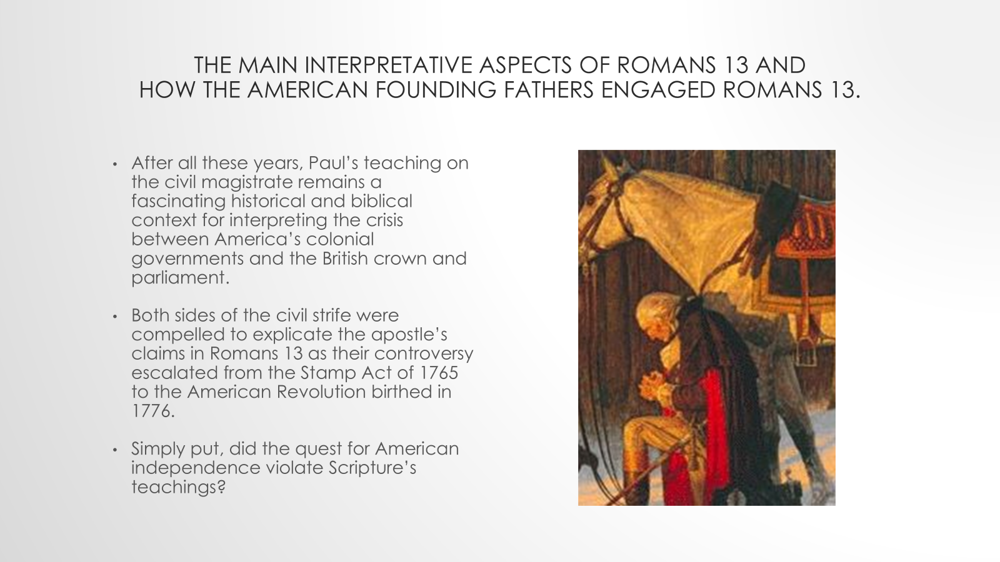 THE MAIN INTERPRETATIVE ASPECTS OF ROMANS 13 AND
HOW THE AMERICAN FOUNDING FATHERS ENGAGED ROMANS 13.
• After all these years, Paul’s teaching on
the civil magistrate remains a
fascinating historical and biblical
context for interpreting the crisis
between America’s colonial
governments and the British crown and
parliament.
• Both sides of the civil strife were
compelled to explicate the apostle’s
claims in Romans 13 as their controversy
escalated from the Stamp Act of 1765
to the American Revolution birthed in
1776.
• Simply put, did the quest for American
independence violate Scripture’s
teachings?